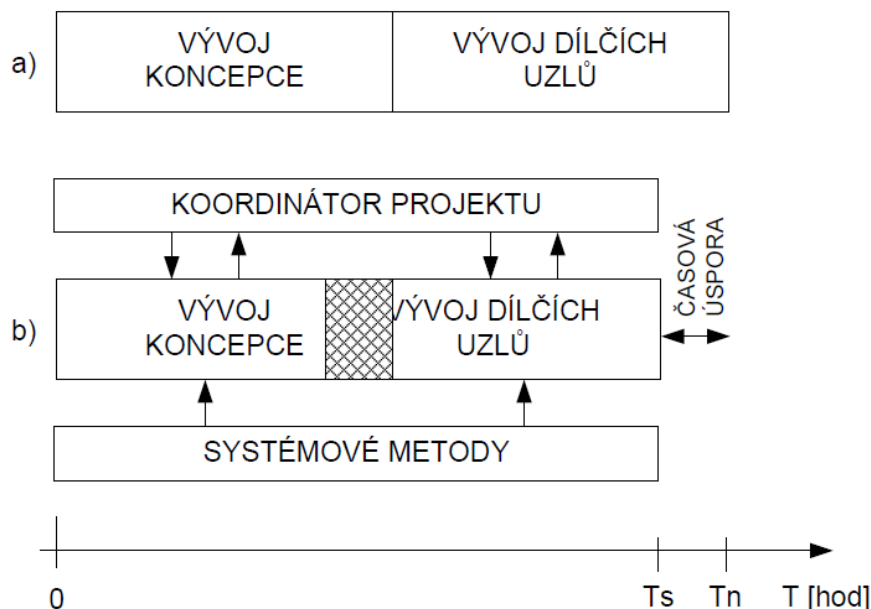 a)
VÝVOJ
KONCEPCE
VÝVOJ DÍLČÍCH
UZLŮ
KOORDINÁTOR PROJEKTU
ČASOVÁ
ÚSPORA
b)
VÝVOJ
KONCEPCE
VÝVOJ DÍLČÍCH
UZLŮ
SYSTÉMOVÉ METODY
0
Ts
Tn
T [hod]